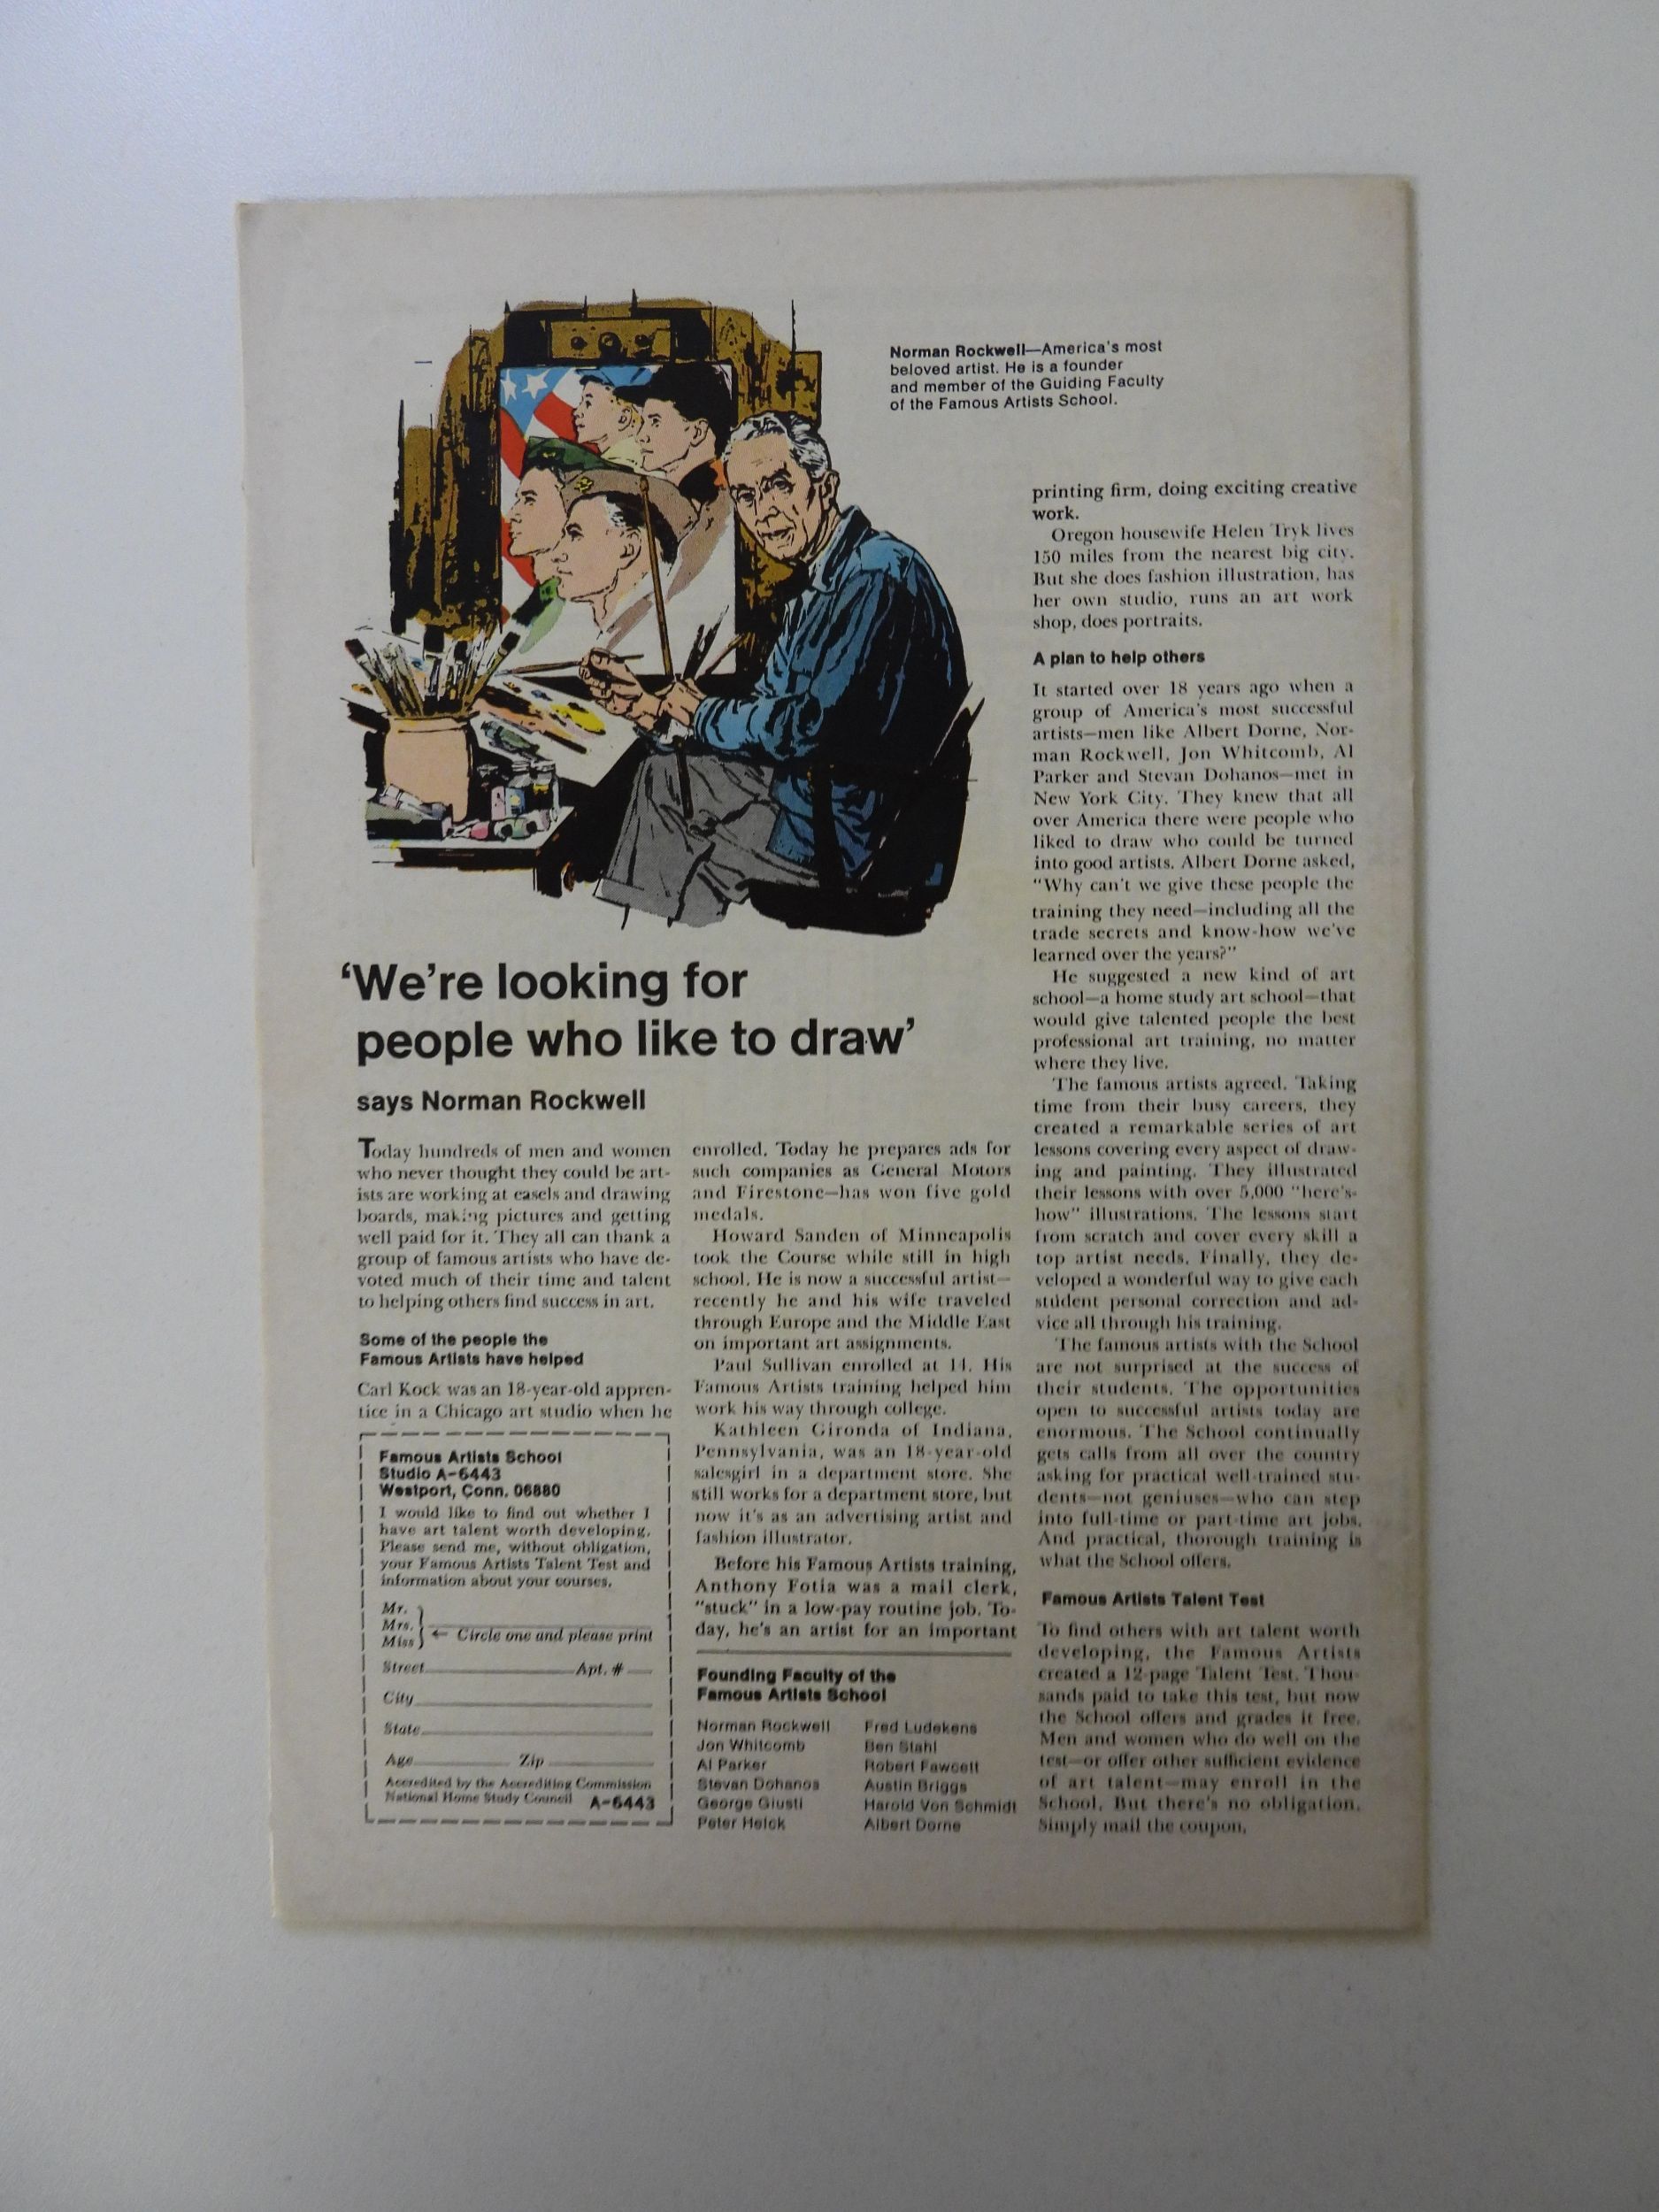 Norman Rockwell—America's most
beloved artist. He is a founder
and member of the Guiding Faculty
of the Famous Artists School.
'We're looking for
people who like to draw'
says Norman Rockwell
Today hundreds of men and women
who never thought they could be art-
ists are working at easels and drawing
boards, making pictures and getting
well paid for it. They all can thank a
group of famous artists who have de-
voted much of their time and talent
to helping others find success in art.
Some of the people the
Famous Artists have helped
Carl Kock was an 18-year-old appren-
tice in a Chicago art studio when he
enrolled. Today he prepares ads for
such companies as General Motors
and Firestone—has won five gold
medals.
Howard Sanden of Minneapolis
took the Course while still in high
school. He is now a successful artist—
recently he and his wife traveled
through Europe and the Middle East
on important art assignments.
Paul Sullivan enrolled at 14. His
Famous Artists training helped him
work his way through college.
Kathleen Gironda of Indiana,
Pennsylvania, was an 18-year-old
salesgirl in a department store. She
still works for a department store, but
now it's as an advertising artist and
fashion illustrator.
Before his Famous Artists training,
Anthony Fotia was a mail clerk,
"stuck" in a low-pay routine job. To-
day, he's an artist for an important
printing firm, doing exciting creative
work.
Oregon housewife Helen Tryk lives
150 miles from the nearest big city.
But she does fashion illustration, has
her own studio, runs an art work
shop, does portraits.
A plan to help others
It started over 18 years ago when a
group of America's most successful
artists—men like Albert Dorne, Nor-
man Rockwell, Jon Whitcomb, Al
Parker and Stevan Dohanos—met in
New York City. They knew that all
over America there were people who
liked to draw who could be turned
into good artists. Albert Dorne asked,
"Why can't we give these people the
training they need—including all the
trade secrets and know-how we've
learned over the years?"
He suggested a new kind of art
school—a home study art school—that
would give talented people the best
professional art training, no matter
where they live.
The famous artists agreed. Taking
time from their busy careers, they
created a remarkable series of art
lessons covering every aspect of draw-
ing and painting. They illustrated
their lessons with over 5,000 "here's-
how" illustrations. The lessons start
from scratch and cover every skill a
top artist needs. Finally, they de-
veloped a wonderful way to give each
student personal correction and ad-
vice all through his training.
The famous artists with the School
are not surprised at the success of
their students. The opportunities
open to successful artists today are
enormous. The School continually
gets calls from all over the country
asking for practical well-trained stu-
dents—not geniuses—who can step
into full-time or part-time art jobs.
And practical, thorough training is
what the School offers.
Famous Artists Talent Test
To find others with art talent worth
developing, the Famous Artists
created a 12-page Talent Test. Thou-
sands paid to take this test, but now
the School offers and grades it free.
Men and women who do well on the
test—or offer other sufficient evidence
of art talent—may enroll in the
School. But there's no obligation.
Simply mail the coupon.
Famous Artists School
Studio A-6443
Westport, Conn. 06880
I would like to find out whether I
have art talent worth developing.
Please send me, without obligation,
your Famous Artists Talent Test and
information about your courses.
Mr.
Mrs.
Miss
← Circle one and please print
Street Apt. #
City
State
Age Zip
Accredited by the Accrediting Commission
National Home Study Council A-6443
Founding Faculty of the
Famous Artists School
Norman Rockwell
Jon Whitcomb
Al Parker
Stevan Dohanos
George Giusti
Peter Helck
Fred Ludekens
Ben Stahl
Robert Fawcett
Austin Briggs
Harold Von Schmidt
Albert Dorne